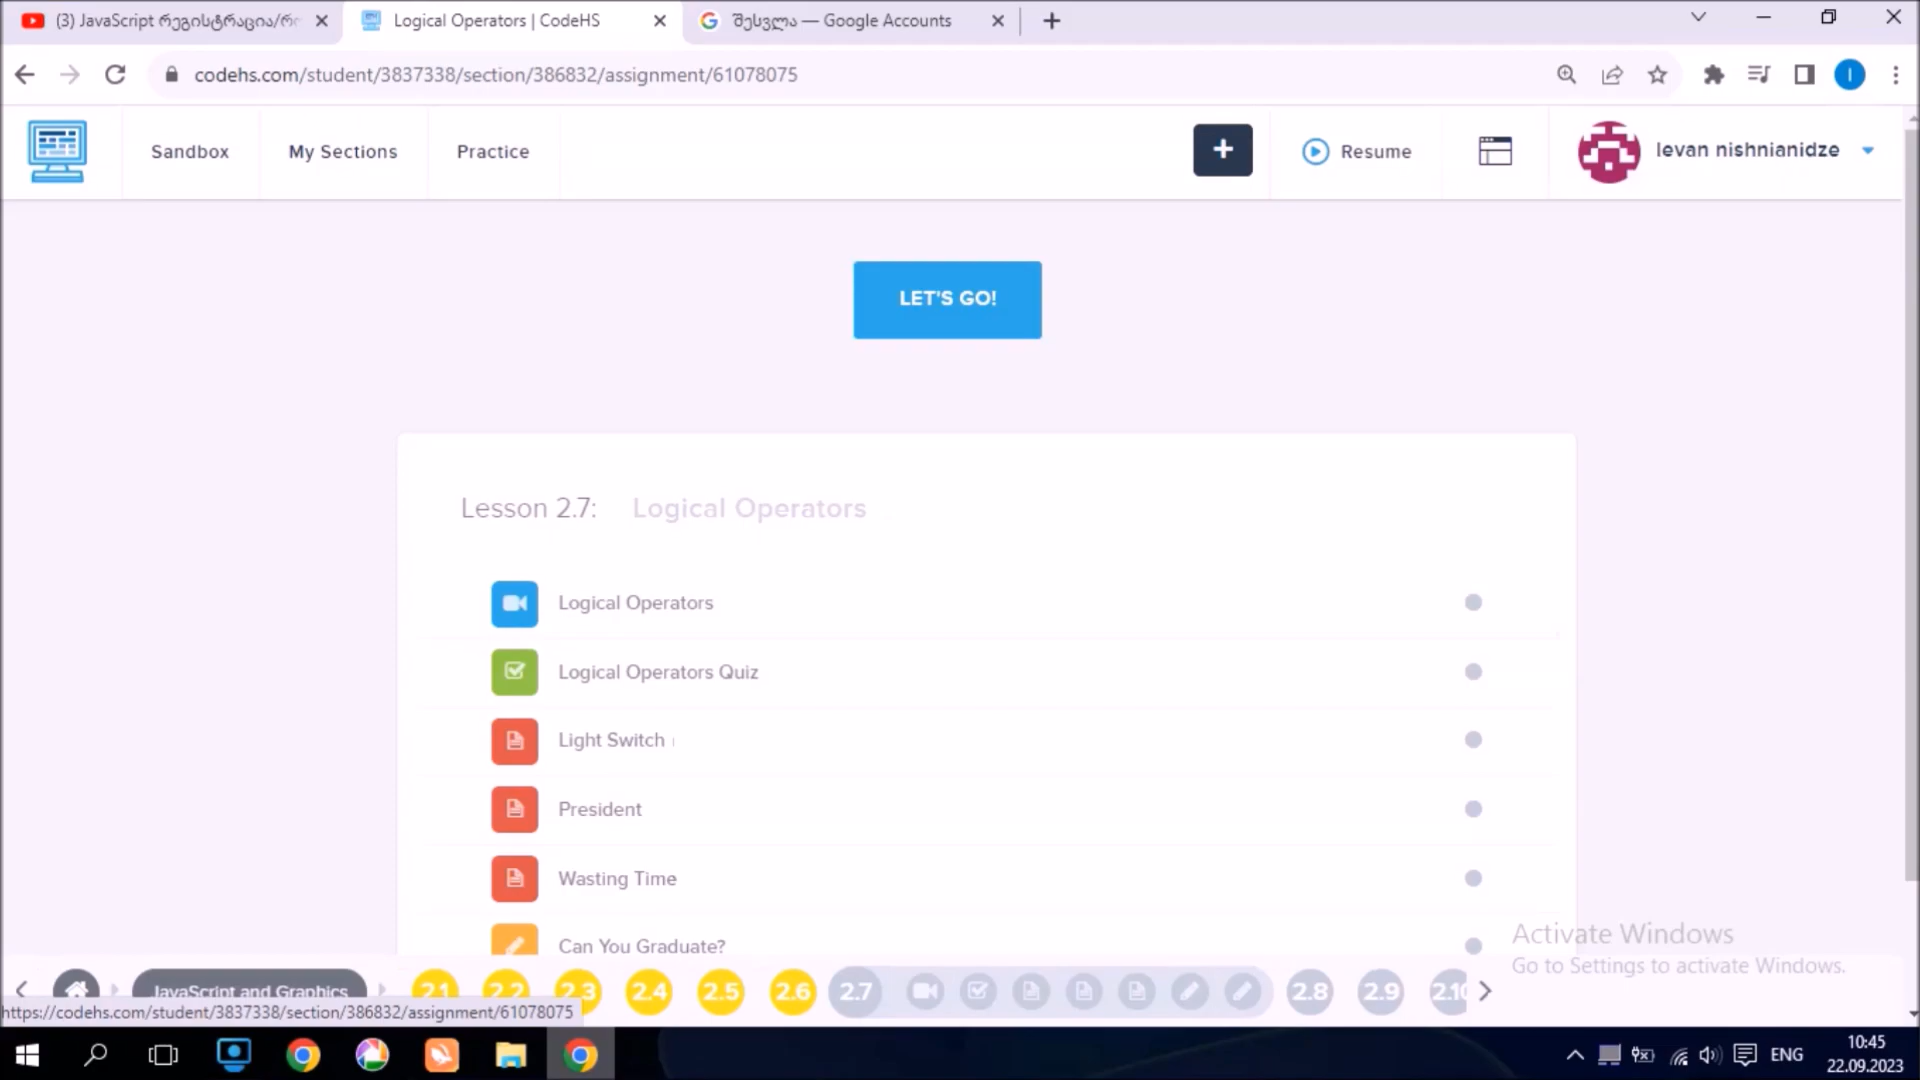 (3) JavaScript რეგისტრაცია/რი
Logical Operators | CodeHS
შესვლა — Google Accounts
codehs.com/student/3837338/section/386832/assignment/61078075
I
Sandbox
My Sections
Practice
+
Resume
levan nishnianidze
LET'S GO!
Lesson 2.7: Logical Operators
Logical Operators
Logical Operators Quiz
Light Switch
President
Wasting Time
Can You Graduate?
Activate Windows
Go to Settings to activate Windows.
JavaScript and Graphics
2.1 2.2 2.3 2.4 2.5 2.6 2.7 2.8 2.9 2.10
https://codehs.com/student/3837338/section/386832/assignment/61078075
ENG
10:45
22.09.2023